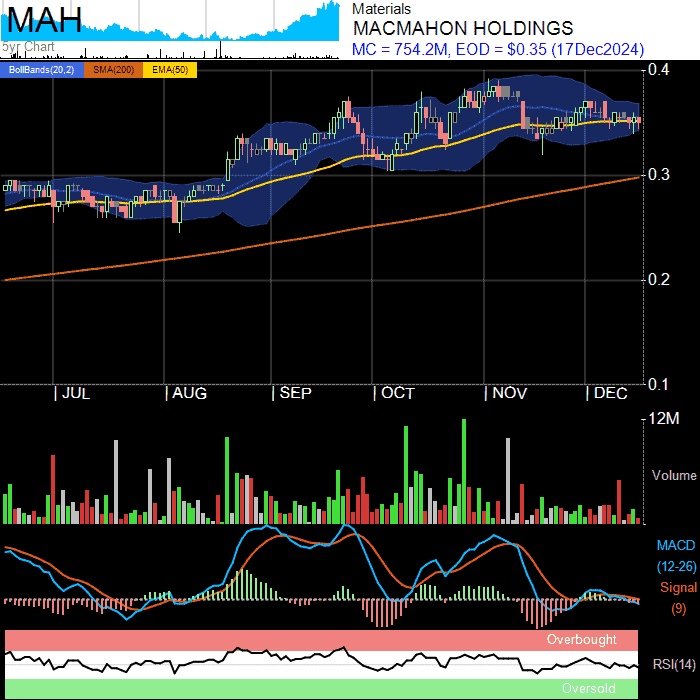 MAH
5yr Chart
Materials
MACMAHON HOLDINGS
MC = 754.2M, EOD = $0.35 (17Dec2024)
BollBands(20,2) SMA(200) EMA(50)
0.4
0.3
0.2
0.1
JUL AUG SEP OCT NOV DEC
12M
Volume
MACD
(12-26)
Signal
(9)
Overbought
RSI(14)
Oversold